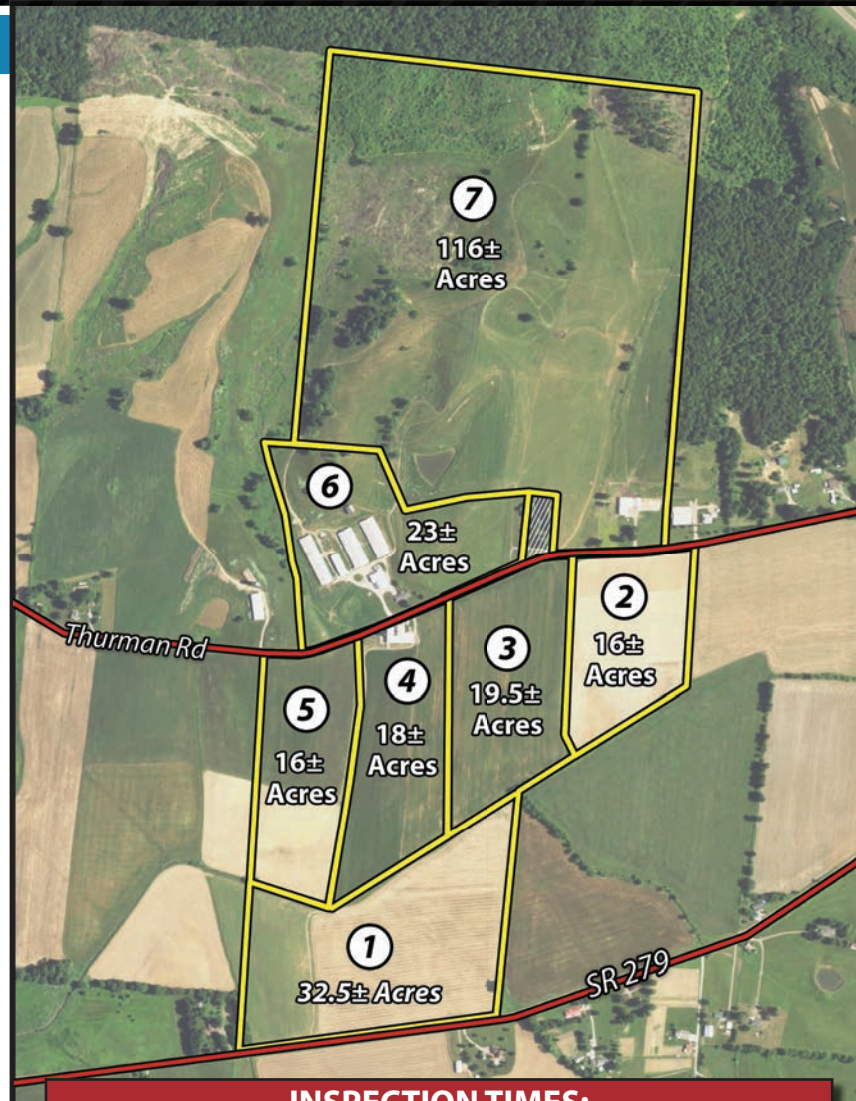 7
116±
Acres
6
23±
Acres
Thurman Rd
2
16±
Acres
3
19.5±
Acres
4
18±
Acres
5
16±
Acres
1
32.5± Acres
SR 279
INSPECTION TIMES: